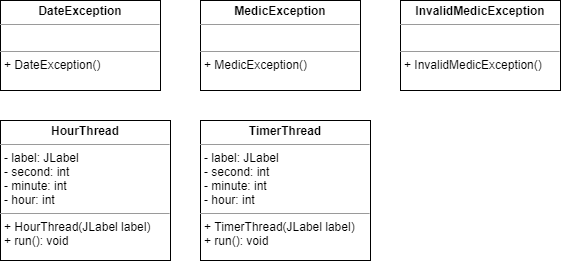 DateException
+ DateException()
MedicException
+ MedicException()
InvalidMedicException
+ InvalidMedicException()
HourThread
- label: JLabel
- second: int
- minute: int
- hour: int
+ HourThread(JLabel label)
+ run(): void
TimerThread
- label: JLabel
- second: int
- minute: int
- hour: int
+ TimerThread(JLabel label)
+ run(): void